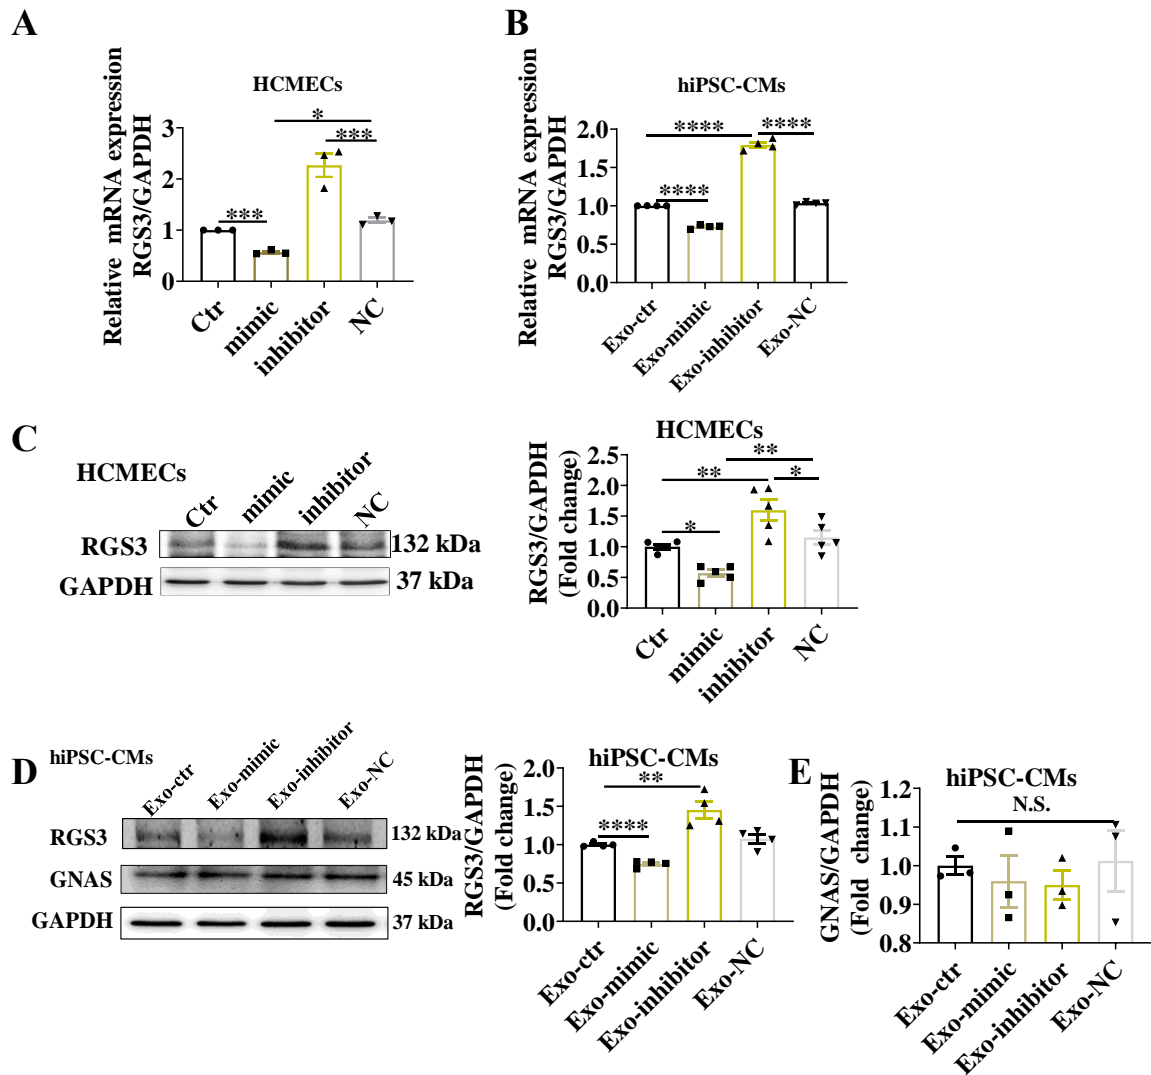 A
HCMECs
Relative mRNA expression
RGS3/GAPDH
3
2
1
0
***
*
***
Ctr
mimic
inhibitor
NC
B
hiPSC-CMs
Relative mRNA expression
RGS3/GAPDH
2.0
1.5
1.0
0.5
0.0
****
****
****
Exo-ctr
Exo-mimic
Exo-inhibitor
Exo-NC
C
HCMECs
Ctr
mimic
inhibitor
NC
RGS3
132 kDa
GAPDH
37 kDa
HCMECs
RGS3/GAPDH
(Fold change)
2.5
2.0
1.5
1.0
0.5
0.0
**
**
*
*
Ctr
mimic
inhibitor
NC
D
hiPSC-CMs
Exo-ctr
Exo-mimic
Exo-inhibitor
Exo-NC
RGS3
132 kDa
GNAS
45 kDa
GAPDH
37 kDa
hiPSC-CMs
RGS3/GAPDH
(Fold change)
2.0
1.5
1.0
0.5
0.0
**
****
Exo-ctr
Exo-mimic
Exo-inhibitor
Exo-NC
E
hiPSC-CMs
N.S.
GNAS/GAPDH
(Fold change)
1.2
1.1
1.0
0.9
0.8
Exo-ctr
Exo-mimic
Exo-inhibitor
Exo-NC